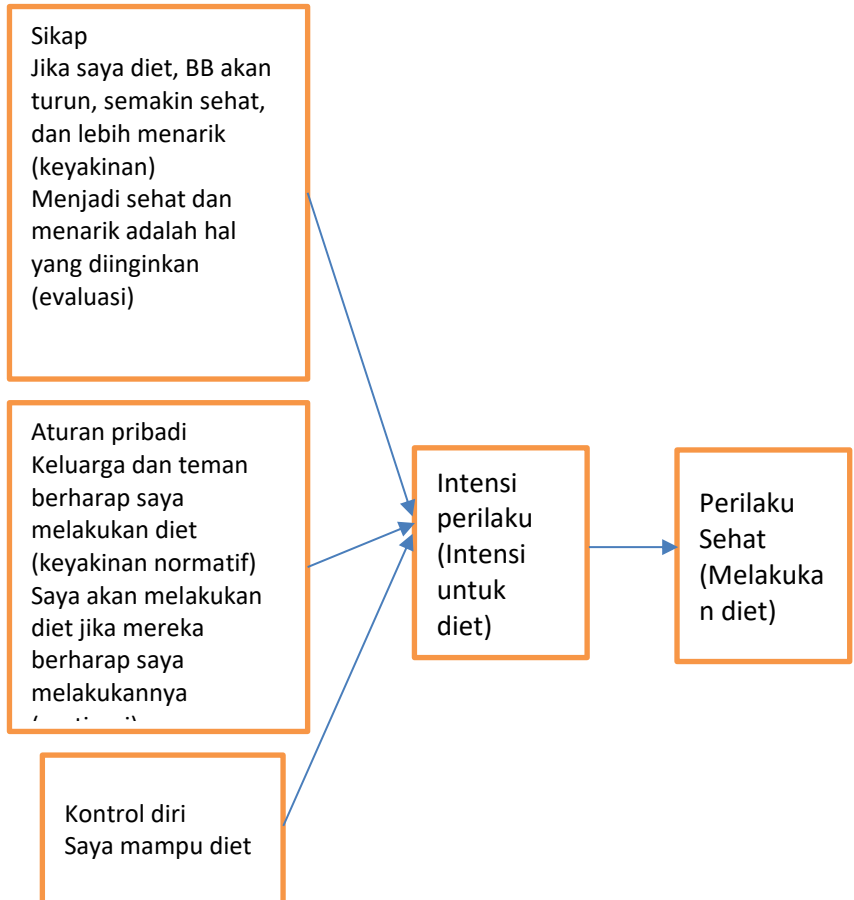 Sikap
Jika saya diet, BB akan
turun, semakin sehat,
dan lebih menarik
(keyakinan)
Menjadi sehat dan
menarik adalah hal
yang diinginkan
(evaluasi)
Aturan pribadi
Keluarga dan teman
berharap saya
melakukan diet
(keyakinan normatif)
Saya akan melakukan
diet jika mereka
berharap saya
melakukannya
Kontrol diri
Saya mampu diet
Intensi
perilaku
(Intensi
untuk
diet)
Perilaku
Sehat
(Melakuka
n diet)